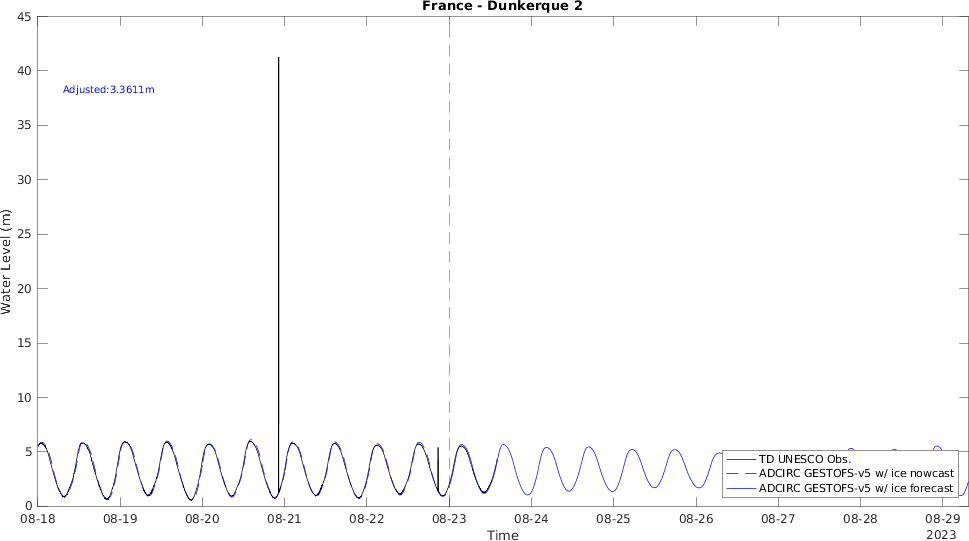 France - Dunkerque 2
45
40
35
30
25
20
15
10
5
0
Water Level (m)
Adjusted:3.3611m
TD UNESCO Obs.
ADCIRC GESTOFS-v5 w/ ice nowcast
ADCIRC GESTOFS-v5 w/ ice forecast
08-18 08-19 08-20 08-21 08-22 08-23 08-24 08-25 08-26 08-27 08-28 08-29
2023
Time